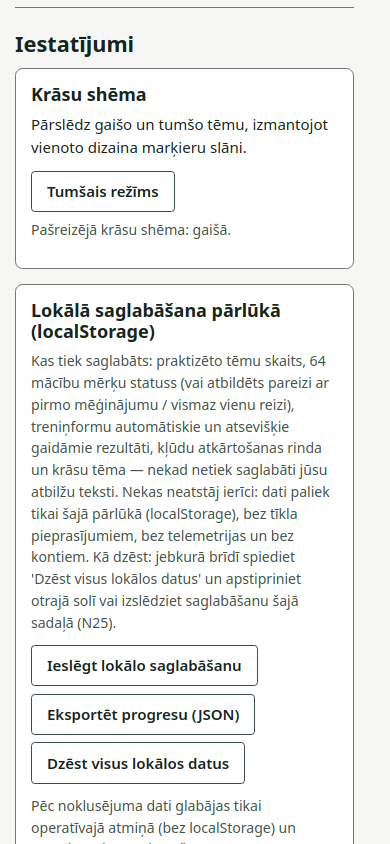 Iestatījumi
Krāsu shēma
Pārslēdz gaišo un tumšo tēmu, izmantojot
vienoto dizaina marķieru slāni.
Tumšais režīms
Pašreizējā krāsu shēma: gaišā.
Lokālā saglabāšana pārlūkā
(localStorage)
Kas tiek saglabāts: praktizēto tēmu skaits, 64
mācību mērķu statuss (vai atbildēts pareizi ar
pirmo mēģinājumu / vismaz vienu reizi),
treniņformu automātiskie un atsevišķie
gaidāmie rezultāti, kļūdu atkārtošanas rinda
un krāsu tēma — nekad netiek saglabāti jūsu
atbilžu teksti. Nekas neatstāj ierīci: dati paliek
tikai šajā pārlūkā (localStorage), bez tīkla
pieprasījumiem, bez telemetrijas un bez
kontiem. Kā dzēst: jebkurā brīdī spiediet
'Dzēst visus lokālos datus' un apstipriniet
otrajā solī vai izslēdziet saglabāšanu šajā
sadaļā (N25).
Ieslēgt lokālo saglabāšanu
Eksportēt progresu (JSON)
Dzēst visus lokālos datus
Pēc noklusējuma dati glabājas tikai
operatīvajā atmiņā (bez localStorage) un